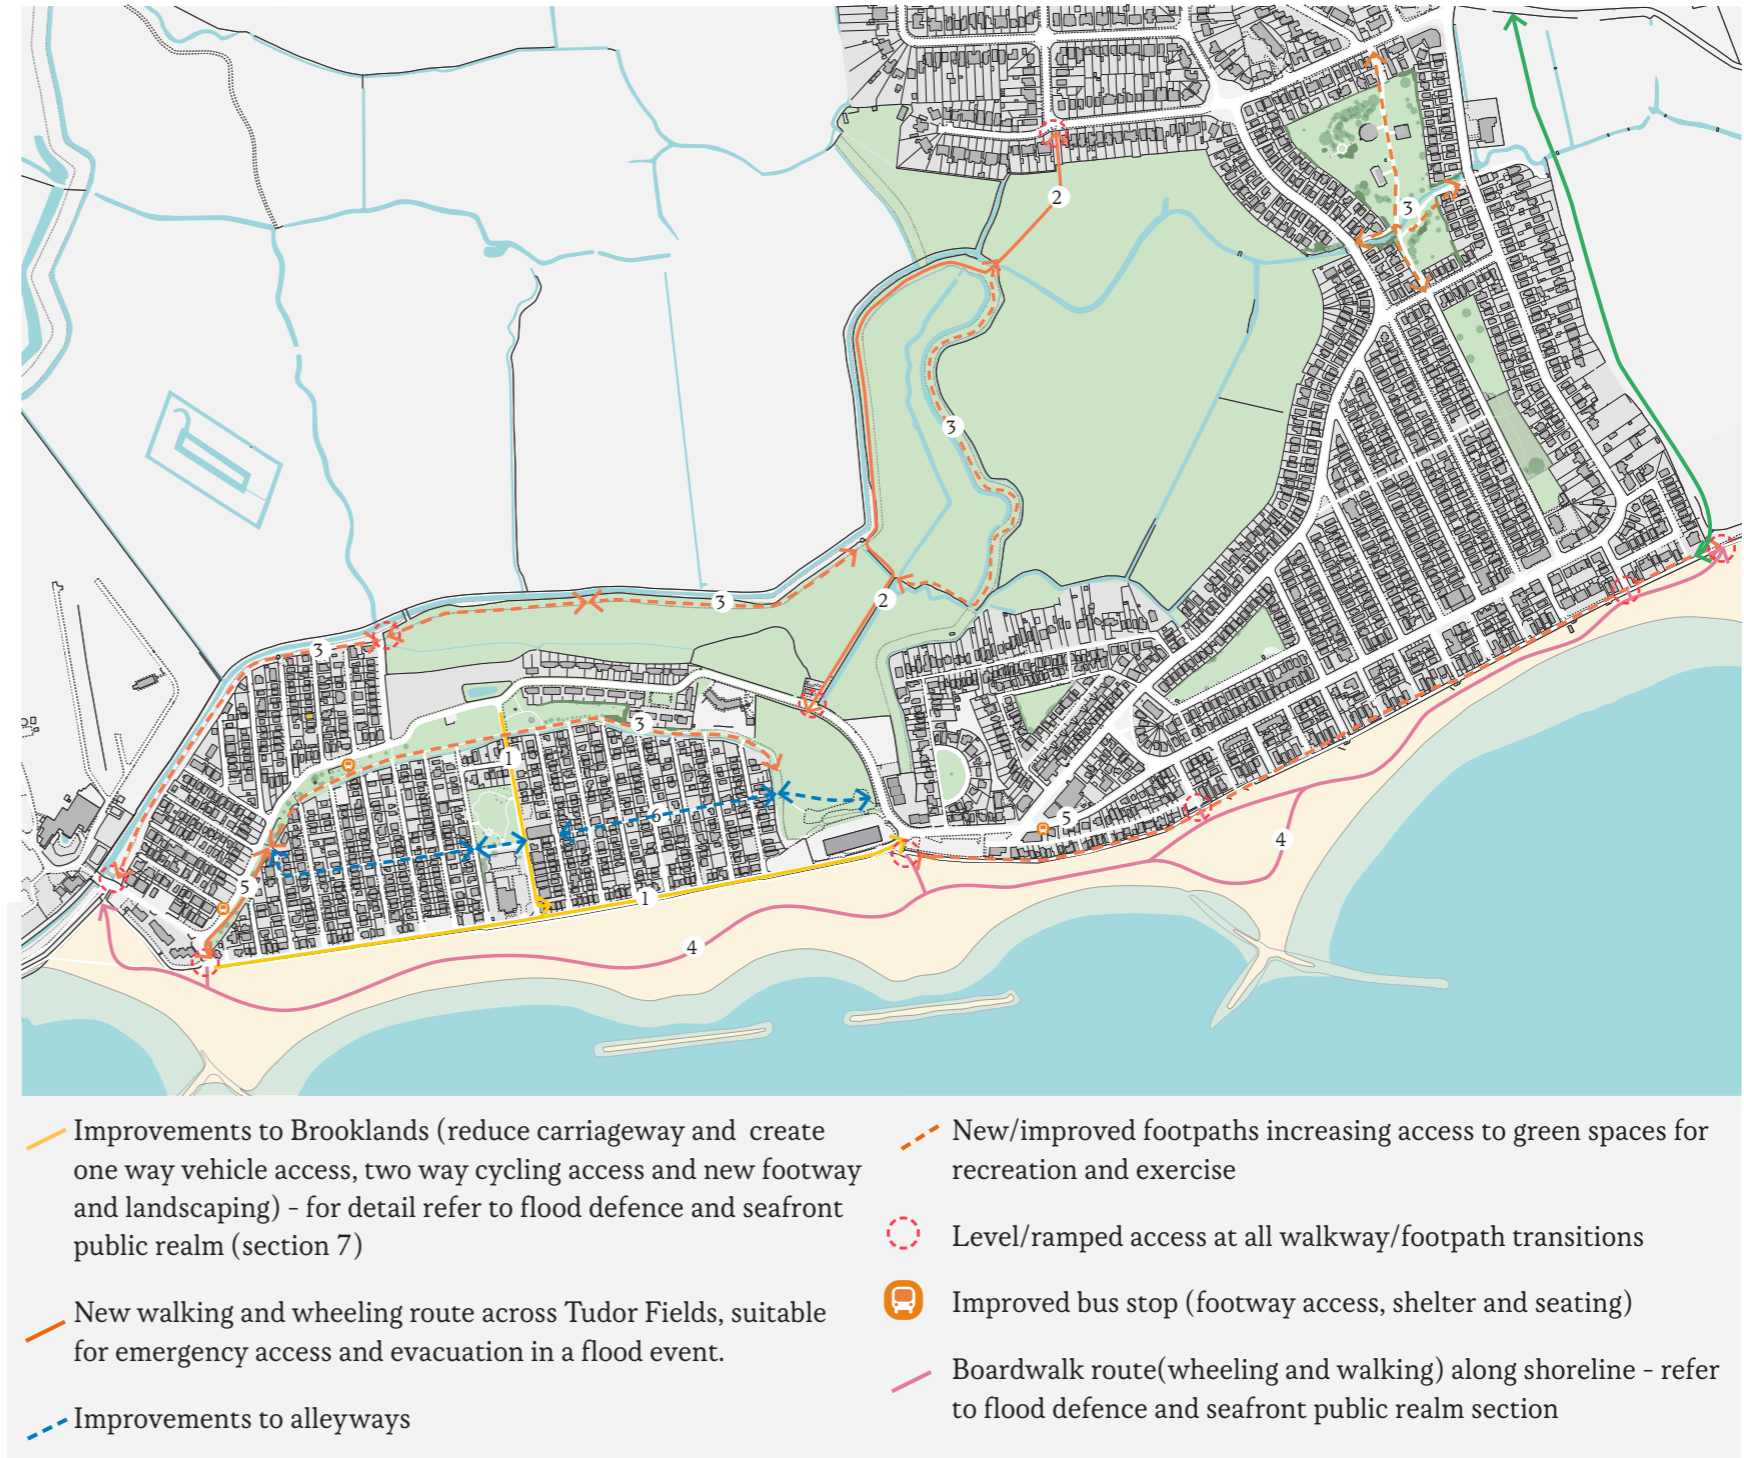 2
3
3
2
3
3
3
1
6
5
5
1
4
4
Improvements to Brooklands (reduce carriageway and create
one way vehicle access, two way cycling access and new footway
and landscaping) - for detail refer to flood defence and seafront
public realm (section 7)
New walking and wheeling route across Tudor Fields, suitable
for emergency access and evacuation in a flood event.
Improvements to alleyways
New/improved footpaths increasing access to green spaces for
recreation and exercise
Level/ramped access at all walkway/footpath transitions
Improved bus stop (footway access, shelter and seating)
Boardwalk route(wheeling and walking) along shoreline - refer
to flood defence and seafront public realm section